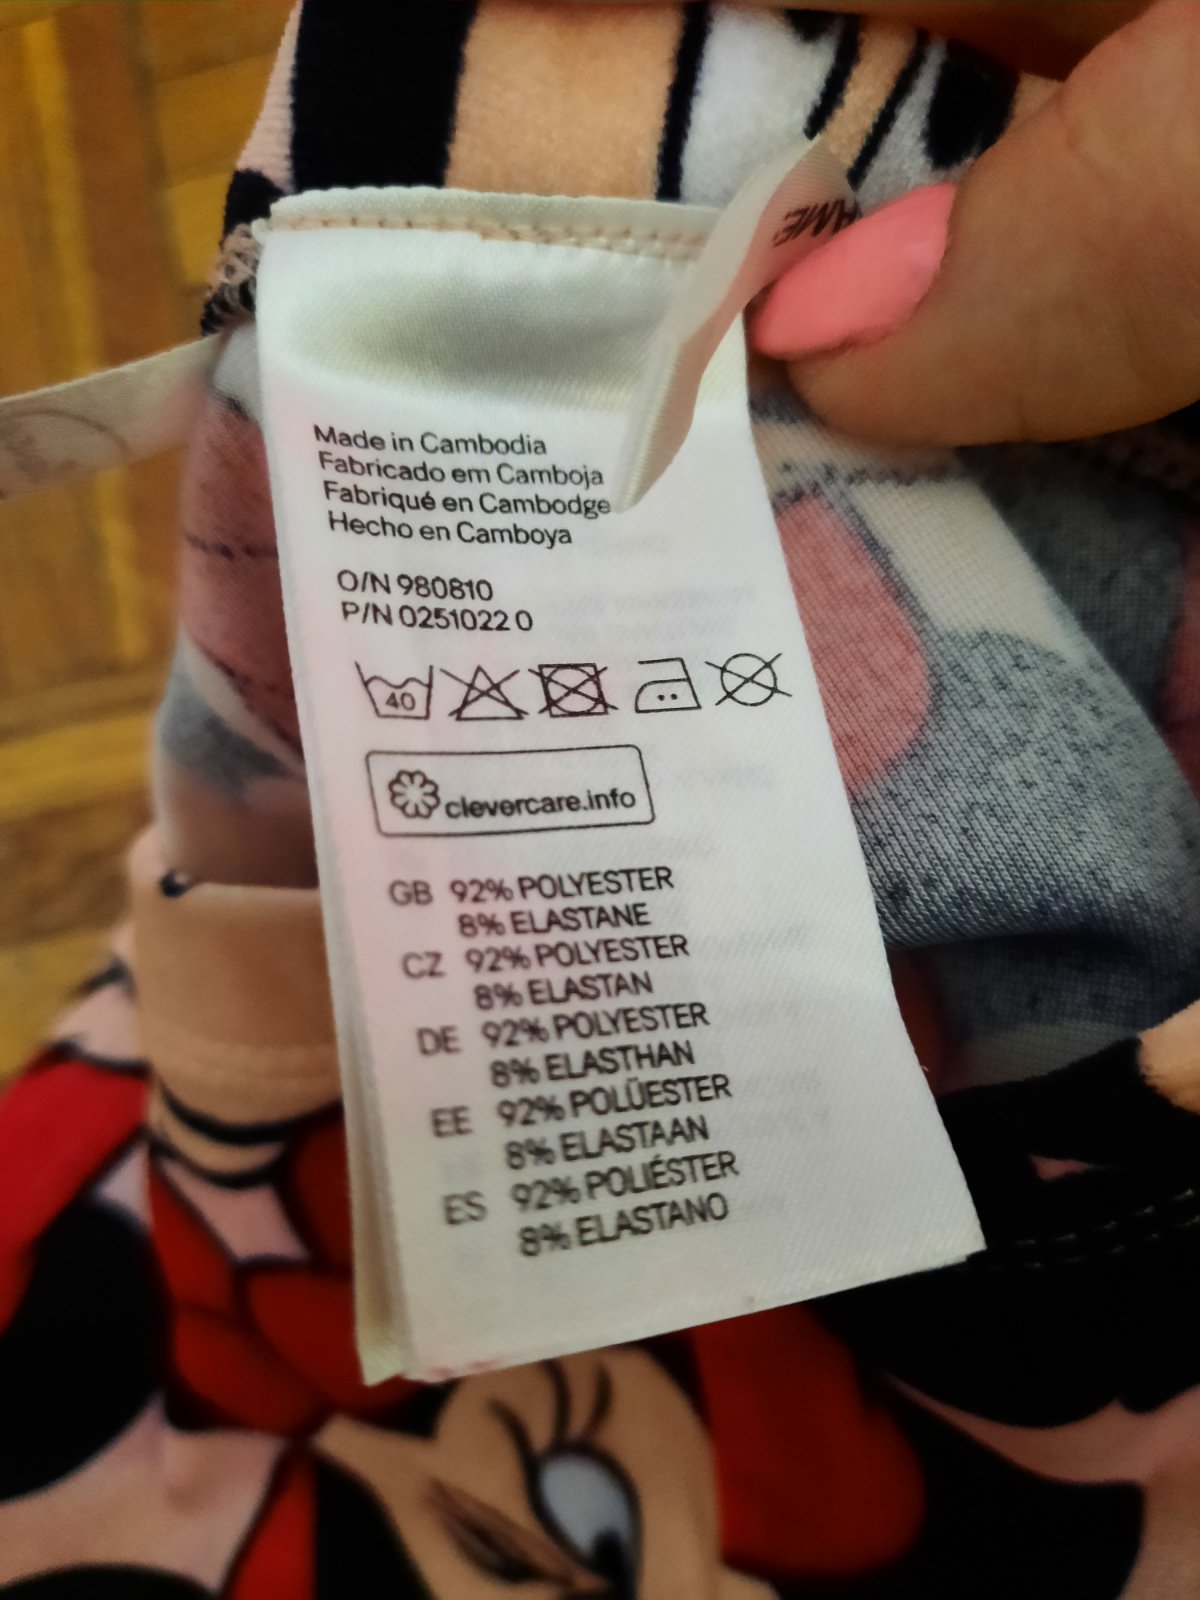 AME
Made in Cambodia
Fabricado em Camboja
Fabriqué en Cambodge
Hecho en Camboya
O/N 980810
P/N 0251022 0
40
clevercare.info
GB 92% POLYESTER
8% ELASTANE
CZ 92% POLYESTER
8% ELASTAN
DE 92% POLYESTER
8% ELASTHAN
EE 92% POLÜESTER
8% ELASTAAN
ES 92% POLIÉSTER
8% ELASTANO